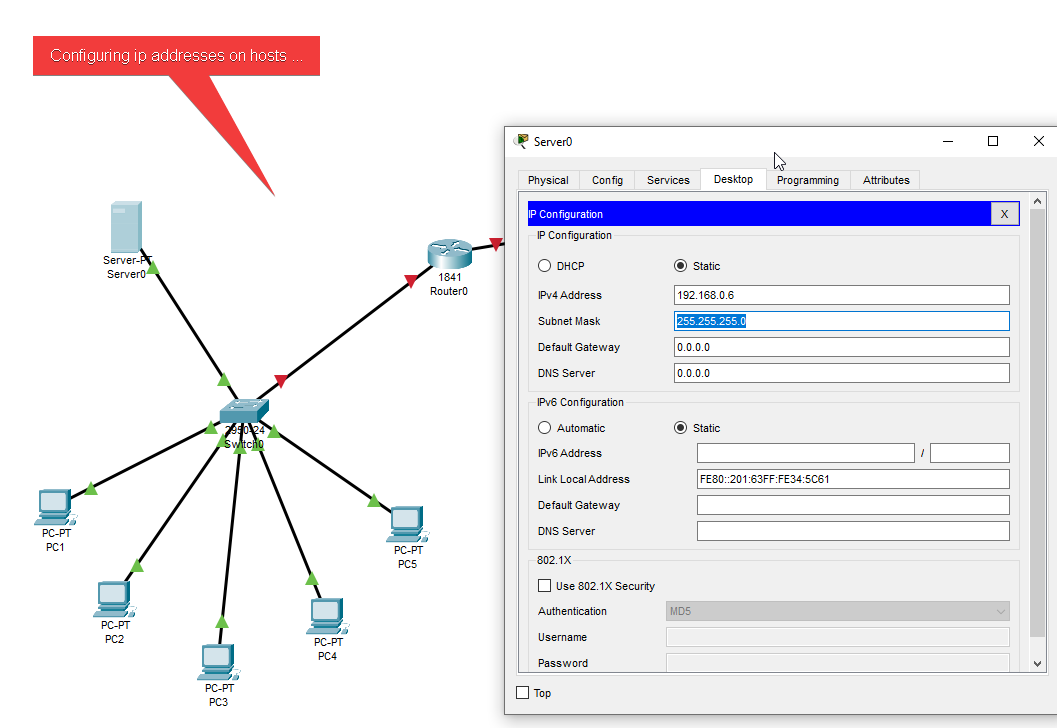 Configuring ip addresses on hosts ...
Server-PT
Server0
1841
Router0
2950-24
Switch0
PC-PT
PC1
PC-PT
PC2
PC-PT
PC3
PC-PT
PC4
PC-PT
PC5
Server0
Physical Config Services Desktop Programming Attributes
IP Configuration X
IP Configuration
DHCP Static
IPv4 Address 192.168.0.6
Subnet Mask 255.255.255.0
Default Gateway 0.0.0.0
DNS Server 0.0.0.0
IPv6 Configuration
Automatic Static
IPv6 Address /
Link Local Address FE80::201:63FF:FE34:5C61
Default Gateway
DNS Server
802.1X
Use 802.1X Security
Authentication MD5
Username
Password
Top